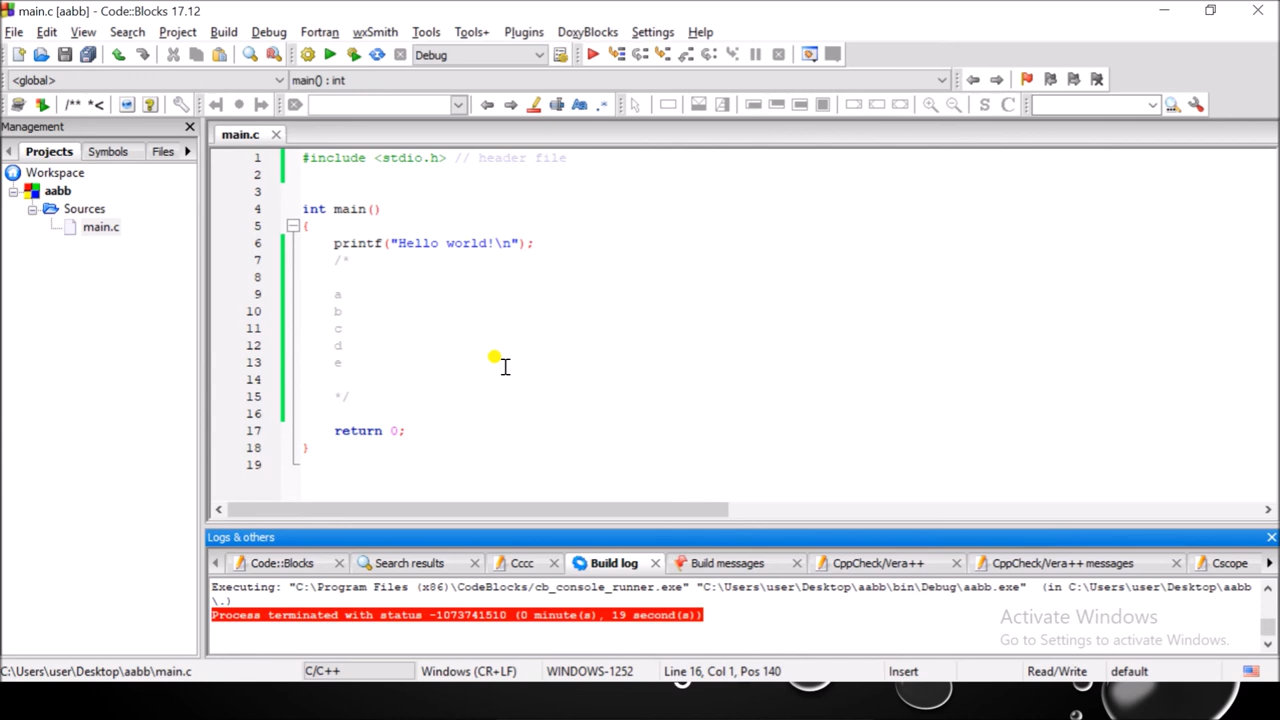 main.c [aabb] - Code::Blocks 17.12
File Edit View Search Project Build Debug Fortran wxSmith Tools Tools+ Plugins DoxyBlocks Settings Help
Debug
<global> main() : int
/** *< S C
Management
Projects Symbols Files
Workspace
aabb
Sources
main.c
main.c
1 #include <stdio.h> // header file
2
3
4 int main()
5 {
6 printf("Hello world!\n");
7 /*
8
9 a
10 b
11 c
12 d
13 e
14
15 */
16
17 return 0;
18 }
19
Logs & others
Code::Blocks Search results Cccc Build log Build messages CppCheck/Vera++ CppCheck/Vera++ messages Cscope
Executing: "C:\Program Files (x86)\CodeBlocks/cb_console_runner.exe" "C:\Users\user\Desktop\aabb\bin\Debug\aabb.exe"  (in C:\Users\user\Desktop\aabb
\.)
Process terminated with status -1073741510 (0 minute(s), 19 second(s))
Activate Windows
Go to Settings to activate Windows.
C:\Users\user\Desktop\aabb\main.c C/C++ Windows (CR+LF) WINDOWS-1252 Line 16, Col 1, Pos 140 Insert Read/Write default